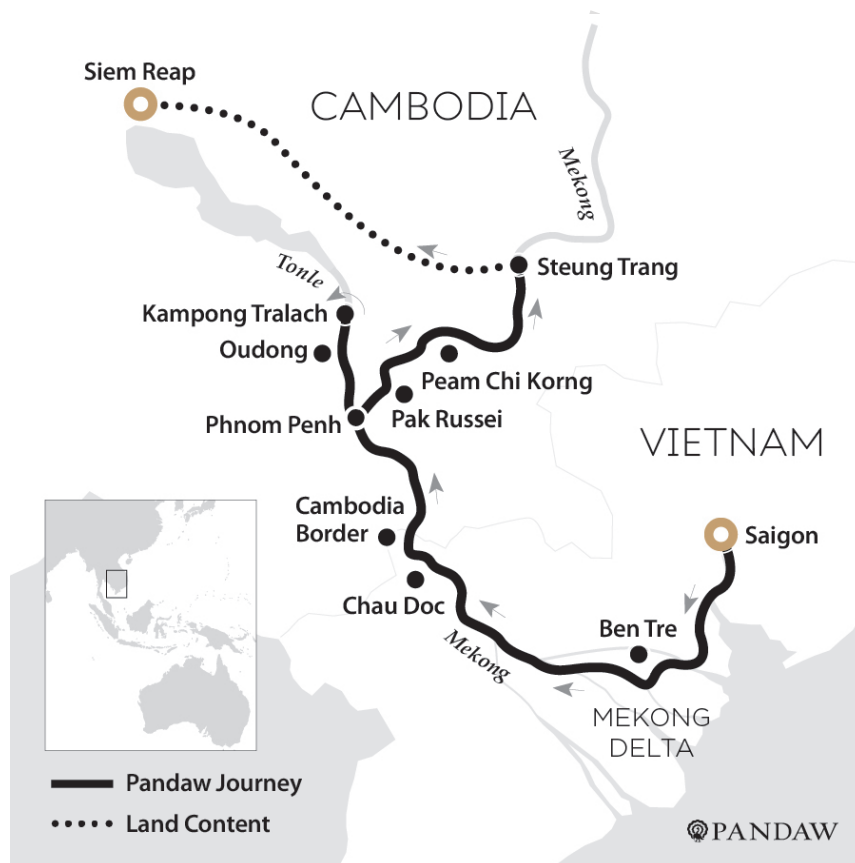 Siem Reap
CAMBODIA
Mekong
Steung Trang
Tonle
Kampong Tralach
Oudong
Peam Chi Korng
Pak Russei
Phnom Penh
VIETNAM
Cambodia
Border
Saigon
Chau Doc
Ben Tre
Mekong
MEKONG
DELTA
Pandaw Journey
Land Content
PANDAW